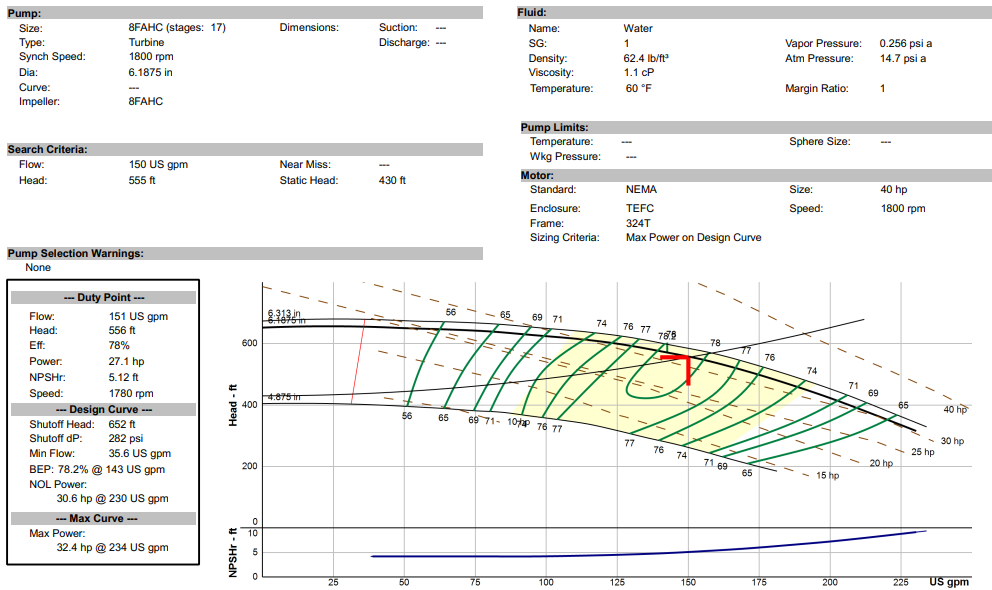 Pump:
Size: 8FAHC (stages: 17) Dimensions: Suction: ---
Type: Turbine Discharge: ---
Synch Speed: 1800 rpm
Dia: 6.1875 in
Curve: ---
Impeller: 8FAHC
Fluid:
Name: Water
SG: 1 Vapor Pressure: 0.256 psi a
Density: 62.4 lb/ft³ Atm Pressure: 14.7 psi a
Viscosity: 1.1 cP
Temperature: 60 °F Margin Ratio: 1
Search Criteria:
Flow: 150 US gpm Near Miss: ---
Head: 555 ft Static Head: 430 ft
Pump Limits:
Temperature: --- Sphere Size: ---
Wkg Pressure: ---
Motor:
Standard: NEMA Size: 40 hp
Enclosure: TEFC Speed: 1800 rpm
Frame: 324T
Sizing Criteria: Max Power on Design Curve
Pump Selection Warnings:
None
--- Duty Point ---
Flow: 151 US gpm
Head: 556 ft
Eff: 78%
Power: 27.1 hp
NPSHr: 5.12 ft
Speed: 1780 rpm
--- Design Curve ---
Shutoff Head: 652 ft
Shutoff dP: 282 psi
Min Flow: 35.6 US gpm
BEP: 78.2% @ 143 US gpm
NOL Power:
30.6 hp @ 230 US gpm
--- Max Curve ---
Max Power:
32.4 hp @ 234 US gpm
Head - ft
600
400
200
0
6.313 in
6.1875 in
4.875 in
56 65 69 71 74 76 77 78 78 77 76 74 71 69 65
56 65 69 71 10 hp 74 76 77 77 76 74 71 69 65
40 hp
30 hp
25 hp
20 hp
15 hp
NPSHr - ft
10
5
0
25 50 75 100 125 150 175 200 225 US gpm